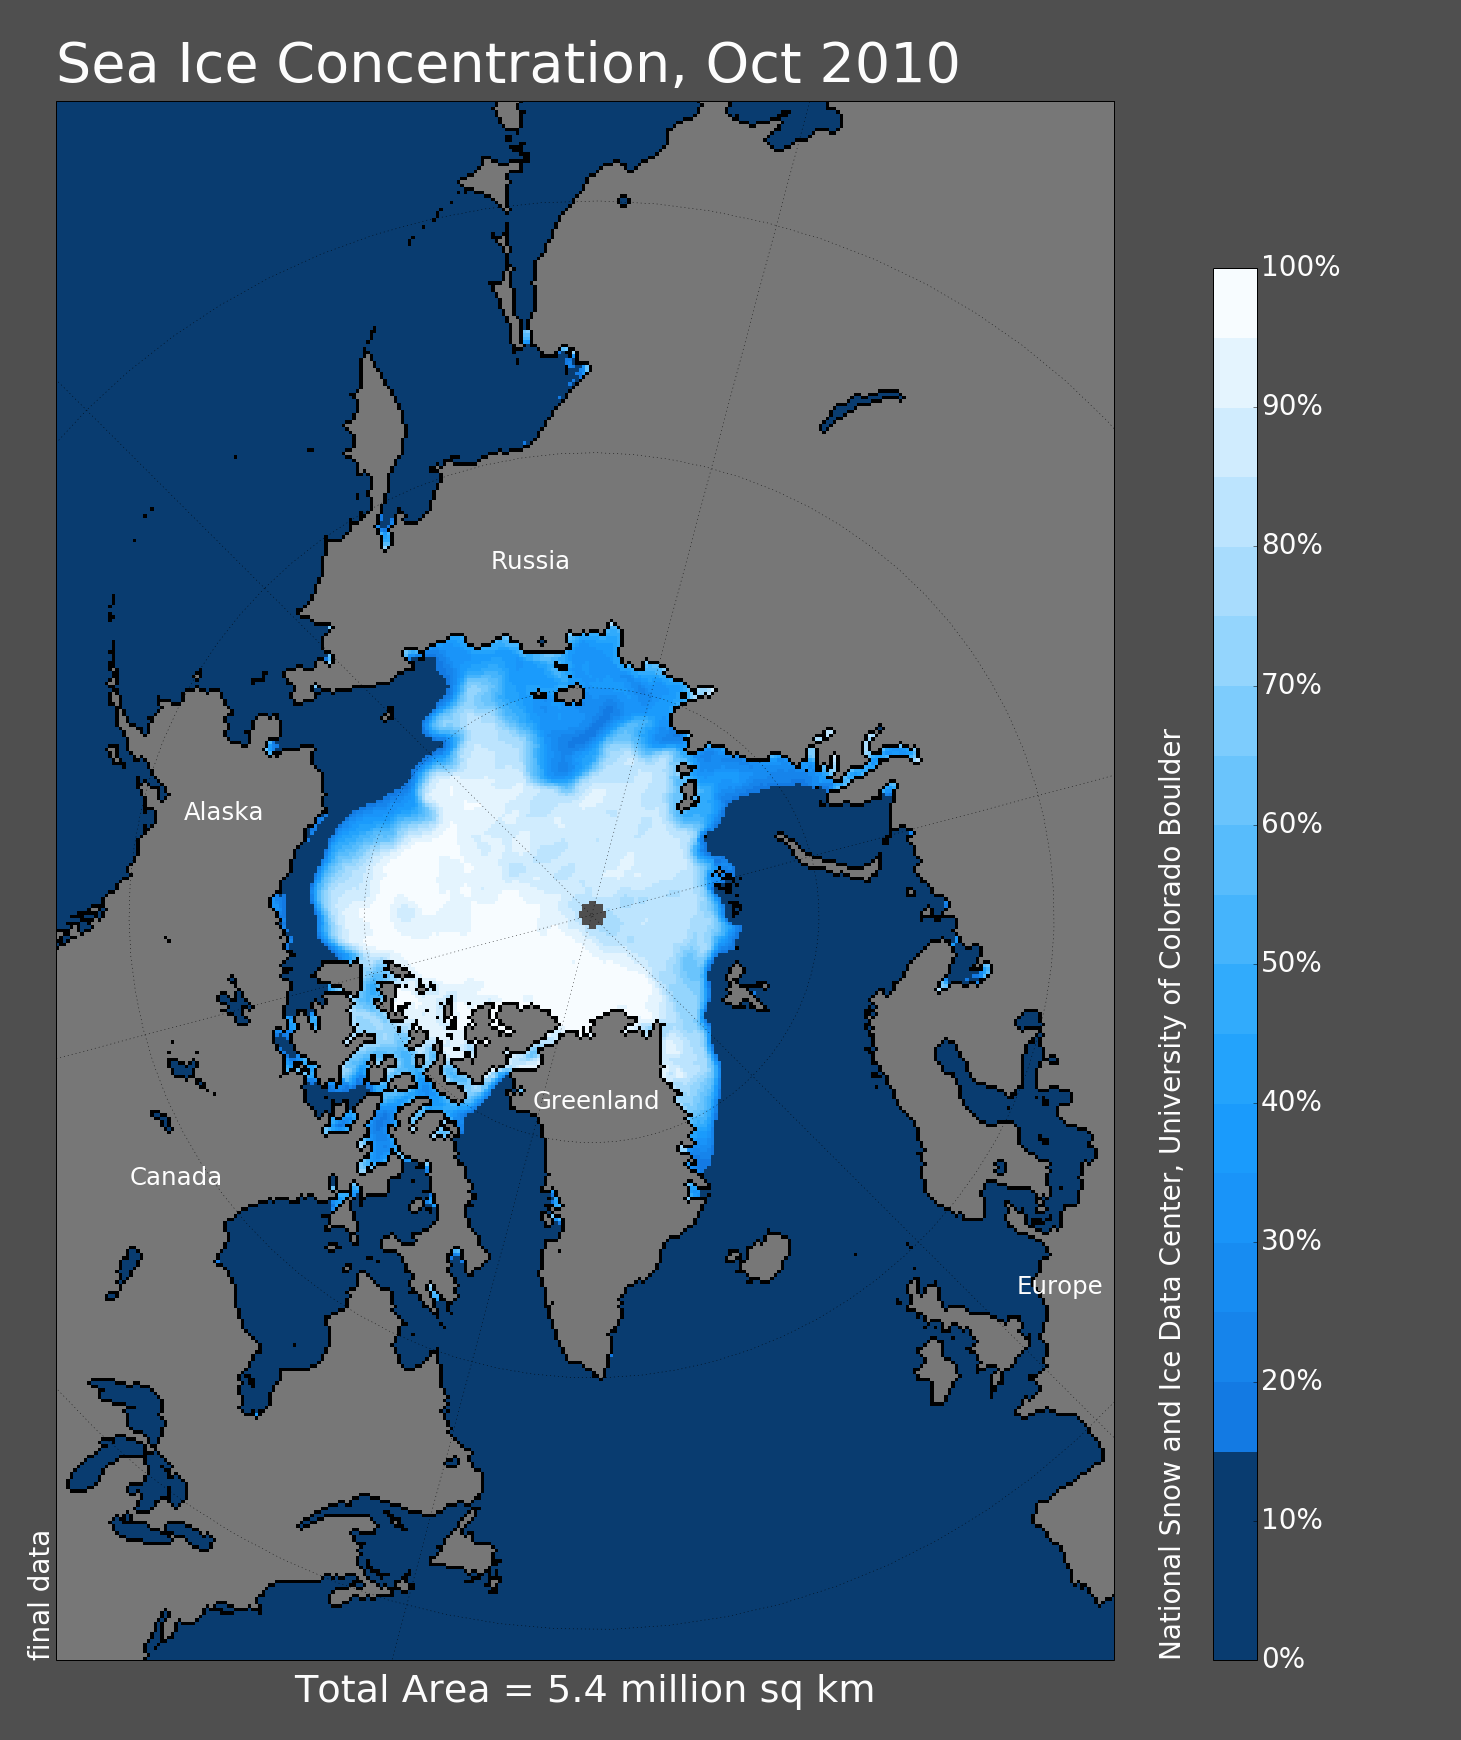 Sea Ice Concentration, Oct 2010
Russia
Alaska
Canada
Greenland
Europe
100%
90%
80%
70%
60%
50%
40%
30%
20%
10%
0%
National Snow and Ice Data Center, University of Colorado Boulder
final data
Total Area = 5.4 million sq km